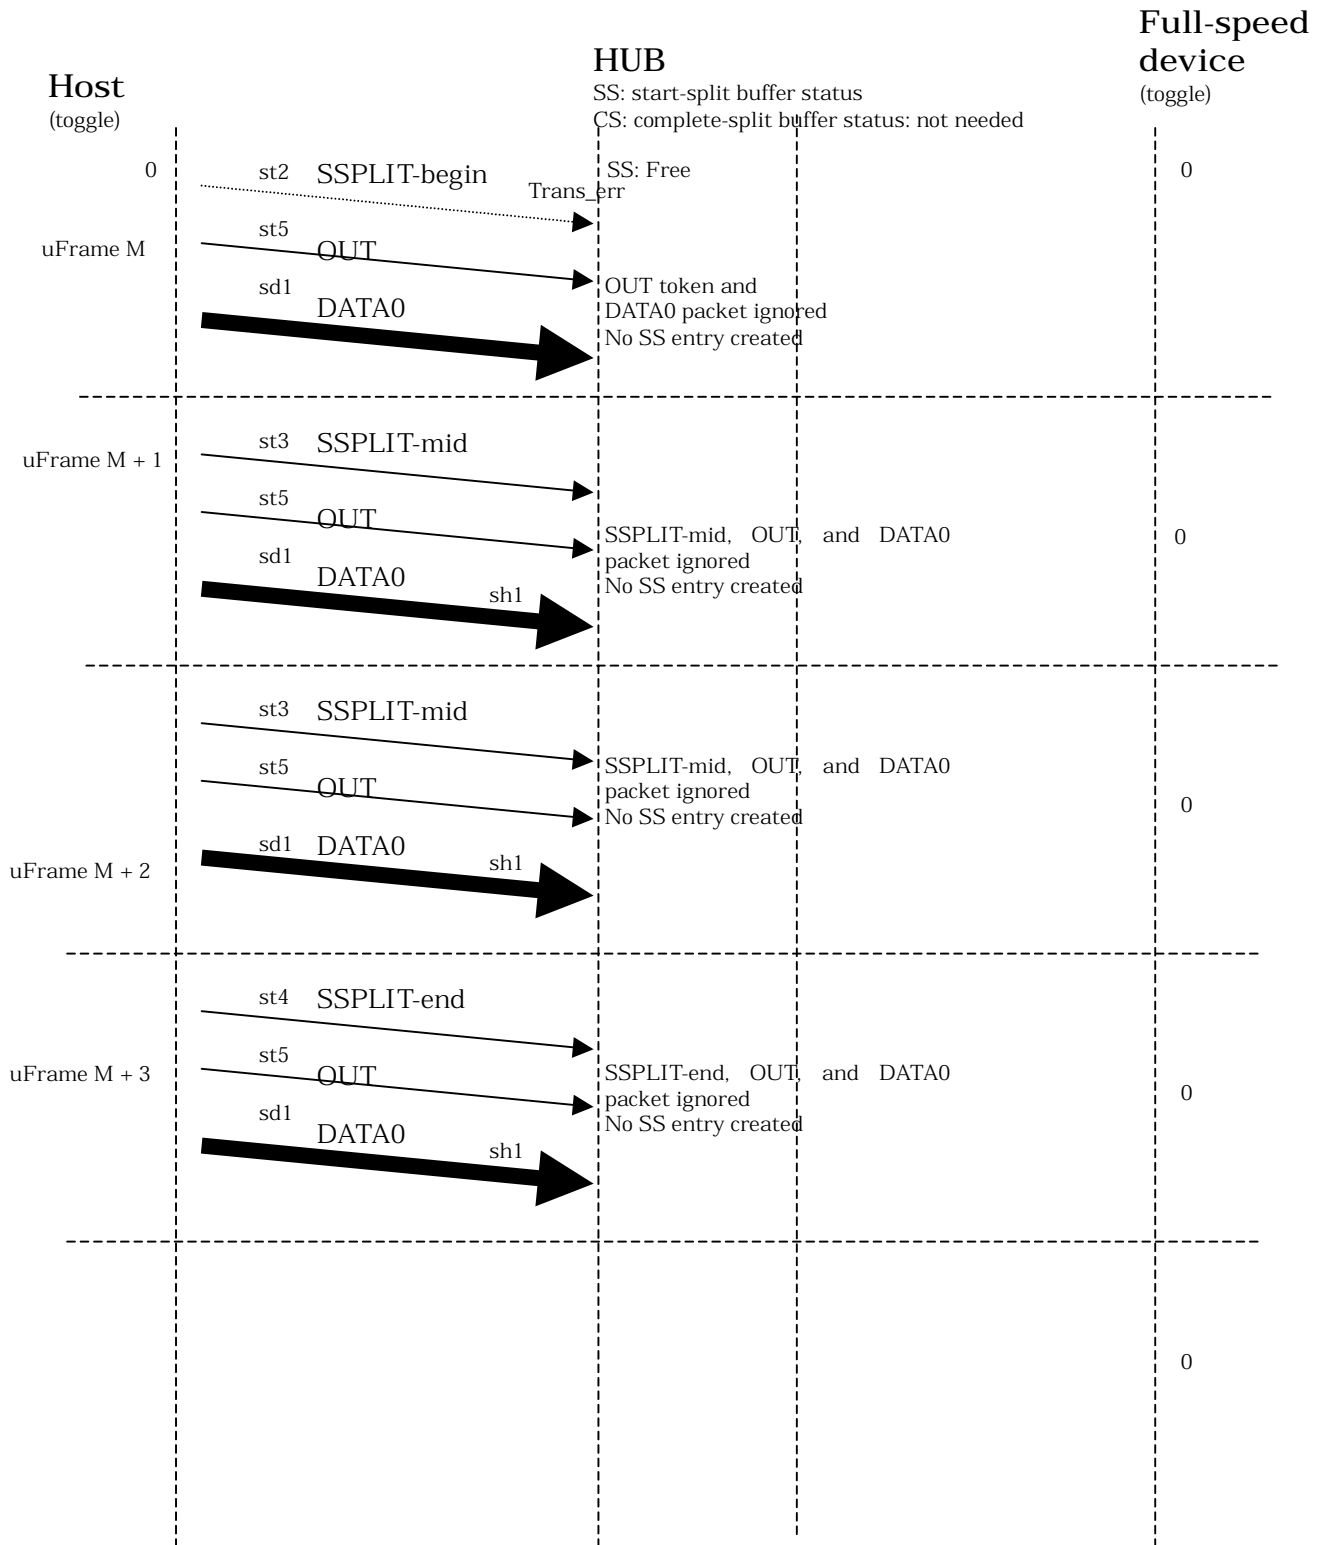 Full-speed
device
(toggle)
HUB
SS: start-split buffer status
CS: complete-split buffer status: not needed
Host
(toggle)
0
st2 SSPLIT-begin
Trans_err
SS: Free
0
uFrame M
st5 OUT
sd1 DATA0
OUT token and
DATA0 packet ignored
No SS entry created
uFrame M + 1
st3 SSPLIT-mid
st5 OUT
sd1 DATA0
sh1
SSPLIT-mid, OUT, and DATA0
packet ignored
No SS entry created
0
st3 SSPLIT-mid
st5 OUT
sd1 DATA0
sh1
uFrame M + 2
SSPLIT-mid, OUT, and DATA0
packet ignored
No SS entry created
0
st4 SSPLIT-end
uFrame M + 3
st5 OUT
sd1 DATA0
sh1
SSPLIT-end, OUT, and DATA0
packet ignored
No SS entry created
0
0